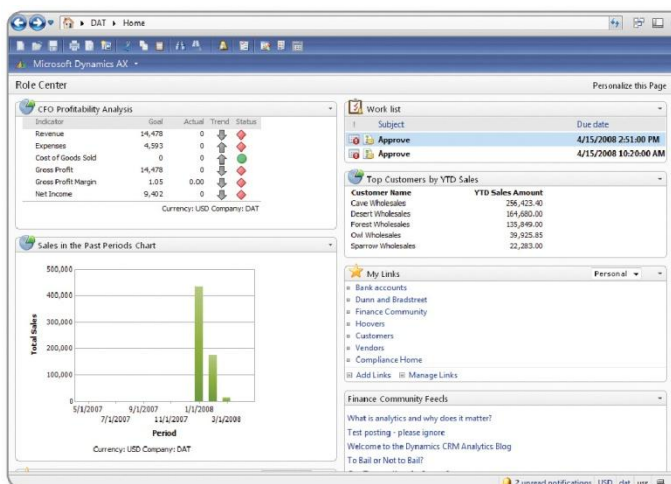 DAT Home
Microsoft Dynamics AX
Role Center
Personalize this Page
CFO Profitability Analysis
Indicator Goal Actual Trend Status
Revenue 14,478 0
Expenses 4,593 0
Cost of Goods Sold 0 0
Gross Profit 14,478 0
Gross Profit Margin 1.05 0.00
Net Income 9,402 0
Currency: USD Company: DAT
Sales in the Past Periods Chart
500,000
400,000
300,000
200,000
100,000
0
Total Sales
5/1/2007 9/1/2007 1/1/2008
7/1/2007 11/1/2007 3/1/2008
Period
Currency: USD Company: DAT
Work list
! Subject Due date
Approve 4/15/2008 2:51:00 PM
Approve 4/15/2008 10:20:00 AM
Top Customers by YTD Sales
Customer Name YTD Sales Amount
Cave Wholesales 256,423.40
Desert Wholesales 164,680.00
Forest Wholesales 135,849.00
Owl Wholesales 39,925.85
Sparrow Wholesales 22,283.00
My Links Personal
Bank accounts
Dunn and Bradstreet
Finance Community
Hoovers
Customers
Vendors
Compliance Home
Add Links Manage Links
Finance Community Feeds
What is analytics and why does it matter?
Test posting - please ignore
Welcome to the Dynamics CRM Analytics Blog
To Bail or Not to Bail?
2 unread notifications USD dat usr